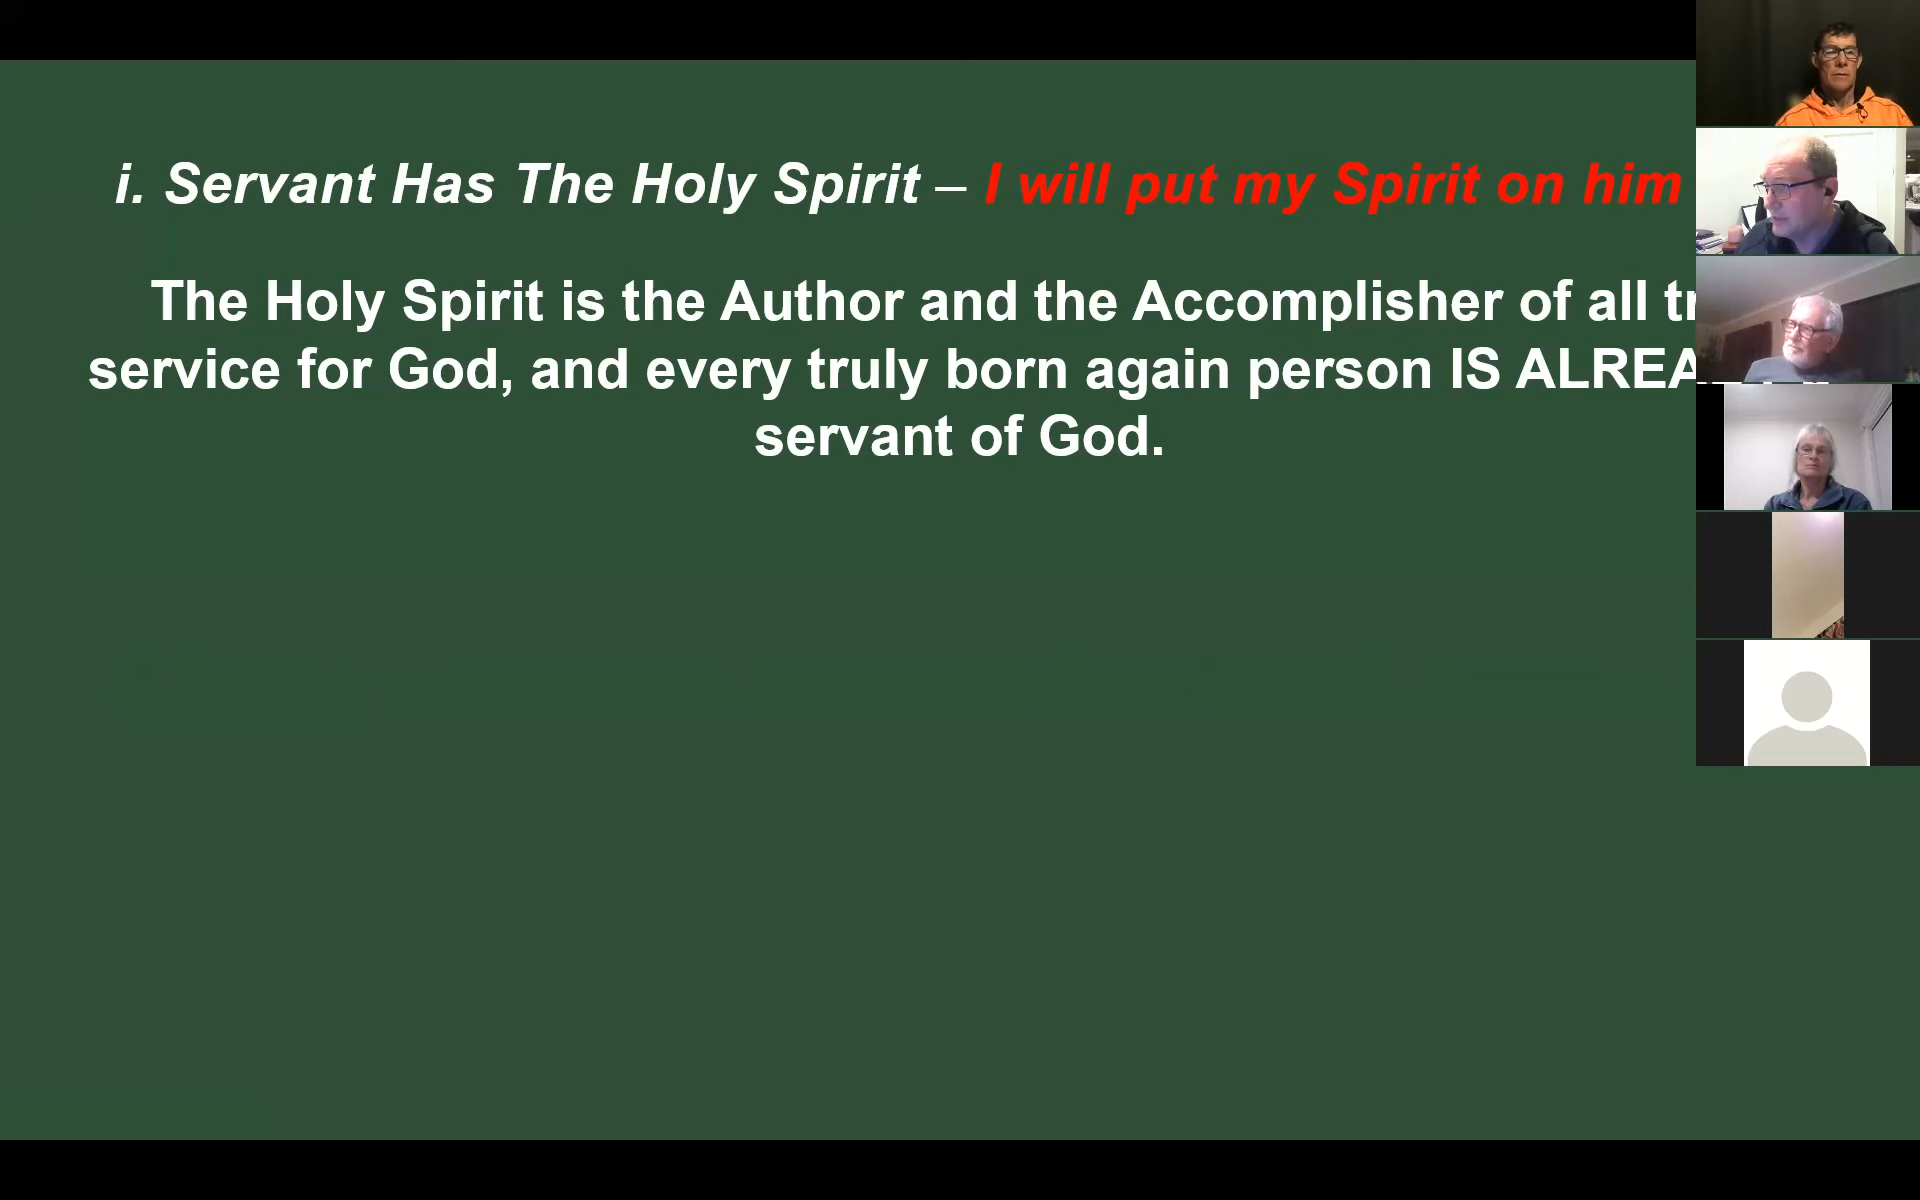 i. Servant Has The Holy Spirit – I will put my Spirit on him
The Holy Spirit is the Author and the Accomplisher of all
service for God, and every truly born again person IS
servant of God.